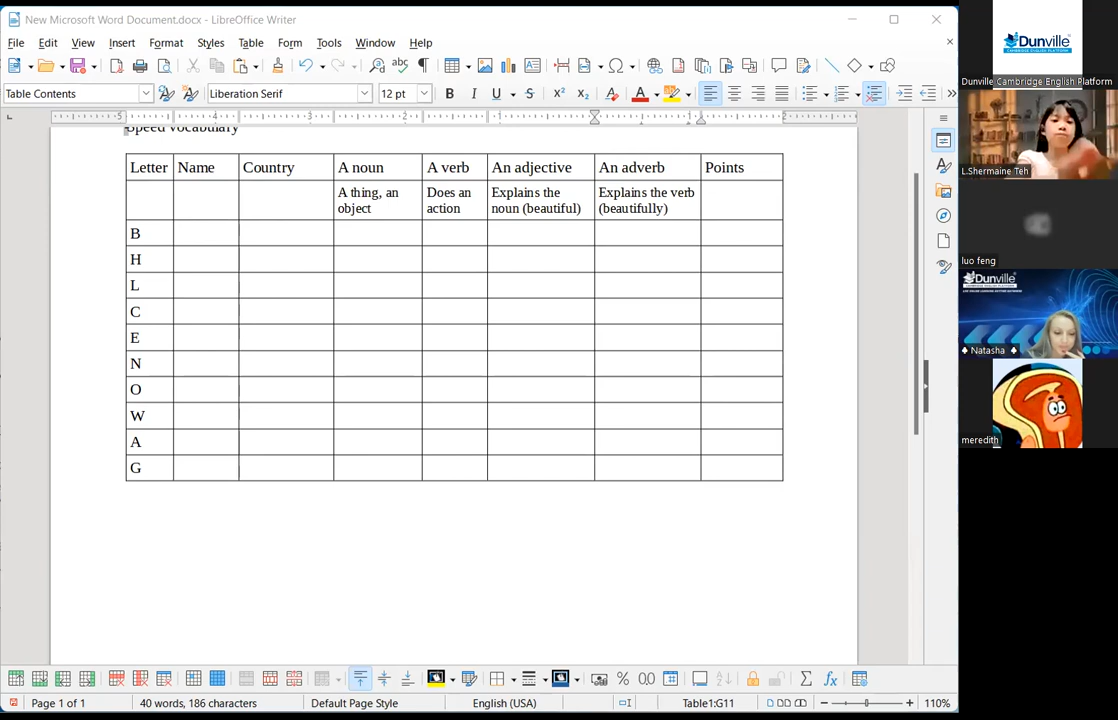 New Microsoft Word Document.docx - LibreOffice Writer
File Edit View Insert Format Styles Table Form Tools Window Help
Table Contents Liberation Serif 12 pt
Speed Vocabulary
Letter Name Country A noun A verb An adjective An adverb Points
A thing, an object Does an action Explains the noun (beautiful) Explains the verb (beautifully)
B
H
L
C
E
N
O
W
A
G
Page 1 of 1 40 words, 186 characters Default Page Style English (USA) Table1:G11 110%
Dunville
CAMBRIDGE ENGLISH PLATFORM
Dunville Cambridge English Platform
L.Shermaine Teh
luo feng
Dunville
Natasha
meredith